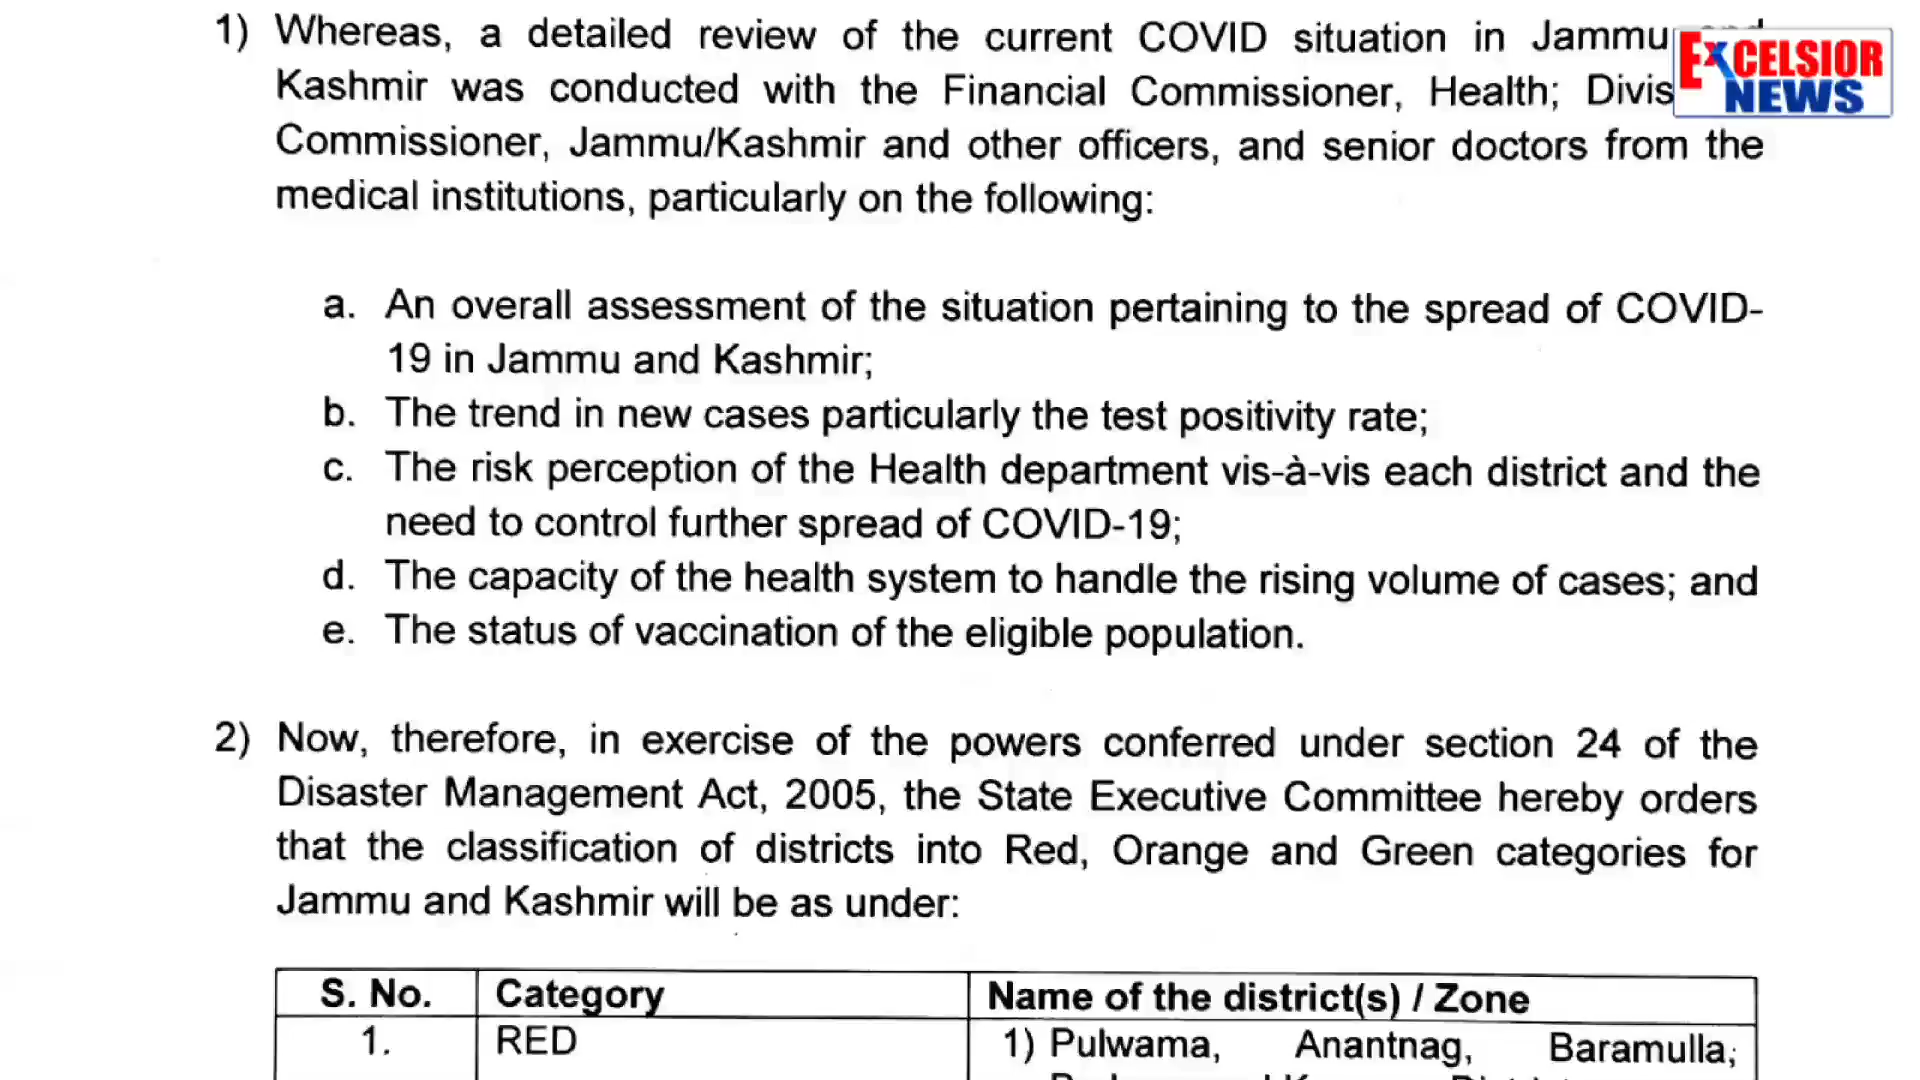 1) Whereas, a detailed review of the current COVID situation in Jammu
Kashmir was conducted with the Financial Commissioner, Health;
Commissioner, Jammu/Kashmir and other officers, and senior doctors from the
medical institutions, particularly on the following:
EXCELSIOR
NEWS
a. An overall assessment of the situation pertaining to the spread of COVID-
19 in Jammu and Kashmir;
b. The trend in new cases particularly the test positivity rate;
c. The risk perception of the Health department vis-à-vis each district and the
need to control further spread of COVID-19;
d. The capacity of the health system to handle the rising volume of cases; and
e. The status of vaccination of the eligible population.
2) Now, therefore, in exercise of the powers conferred under section 24 of the
Disaster Management Act, 2005, the State Executive Committee hereby orders
that the classification of districts into Red, Orange and Green categories for
Jammu and Kashmir will be as under:
S. No. Category Name of the district(s) / Zone
1. RED 1) Pulwama, Anantnag, Baramulla,